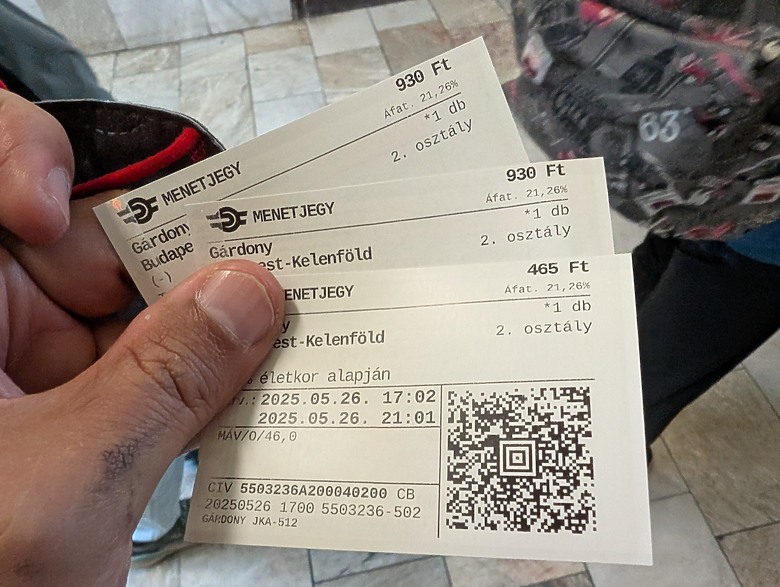 930 Ft
Áfat. 21,26%
*1 db
2. osztály
MENETJEGY
Gárdony
Budape
(-)
930 Ft
Áfat. 21,26%
MENETJEGY
*1 db
Gárdony
2. osztály
est-Kelenföld
465 Ft
ENETJEGY
Áfat. 21,26%
*1 db
y
2. osztály
est-Kelenföld
életkor alapján
.:2025.05.26. 17:02
2025.05.26. 21:01
MÁV/0/46,0
CIV 5503236A200040200 CB
20250526 1700 5503236-502
GÁRDONY JKA-512
63